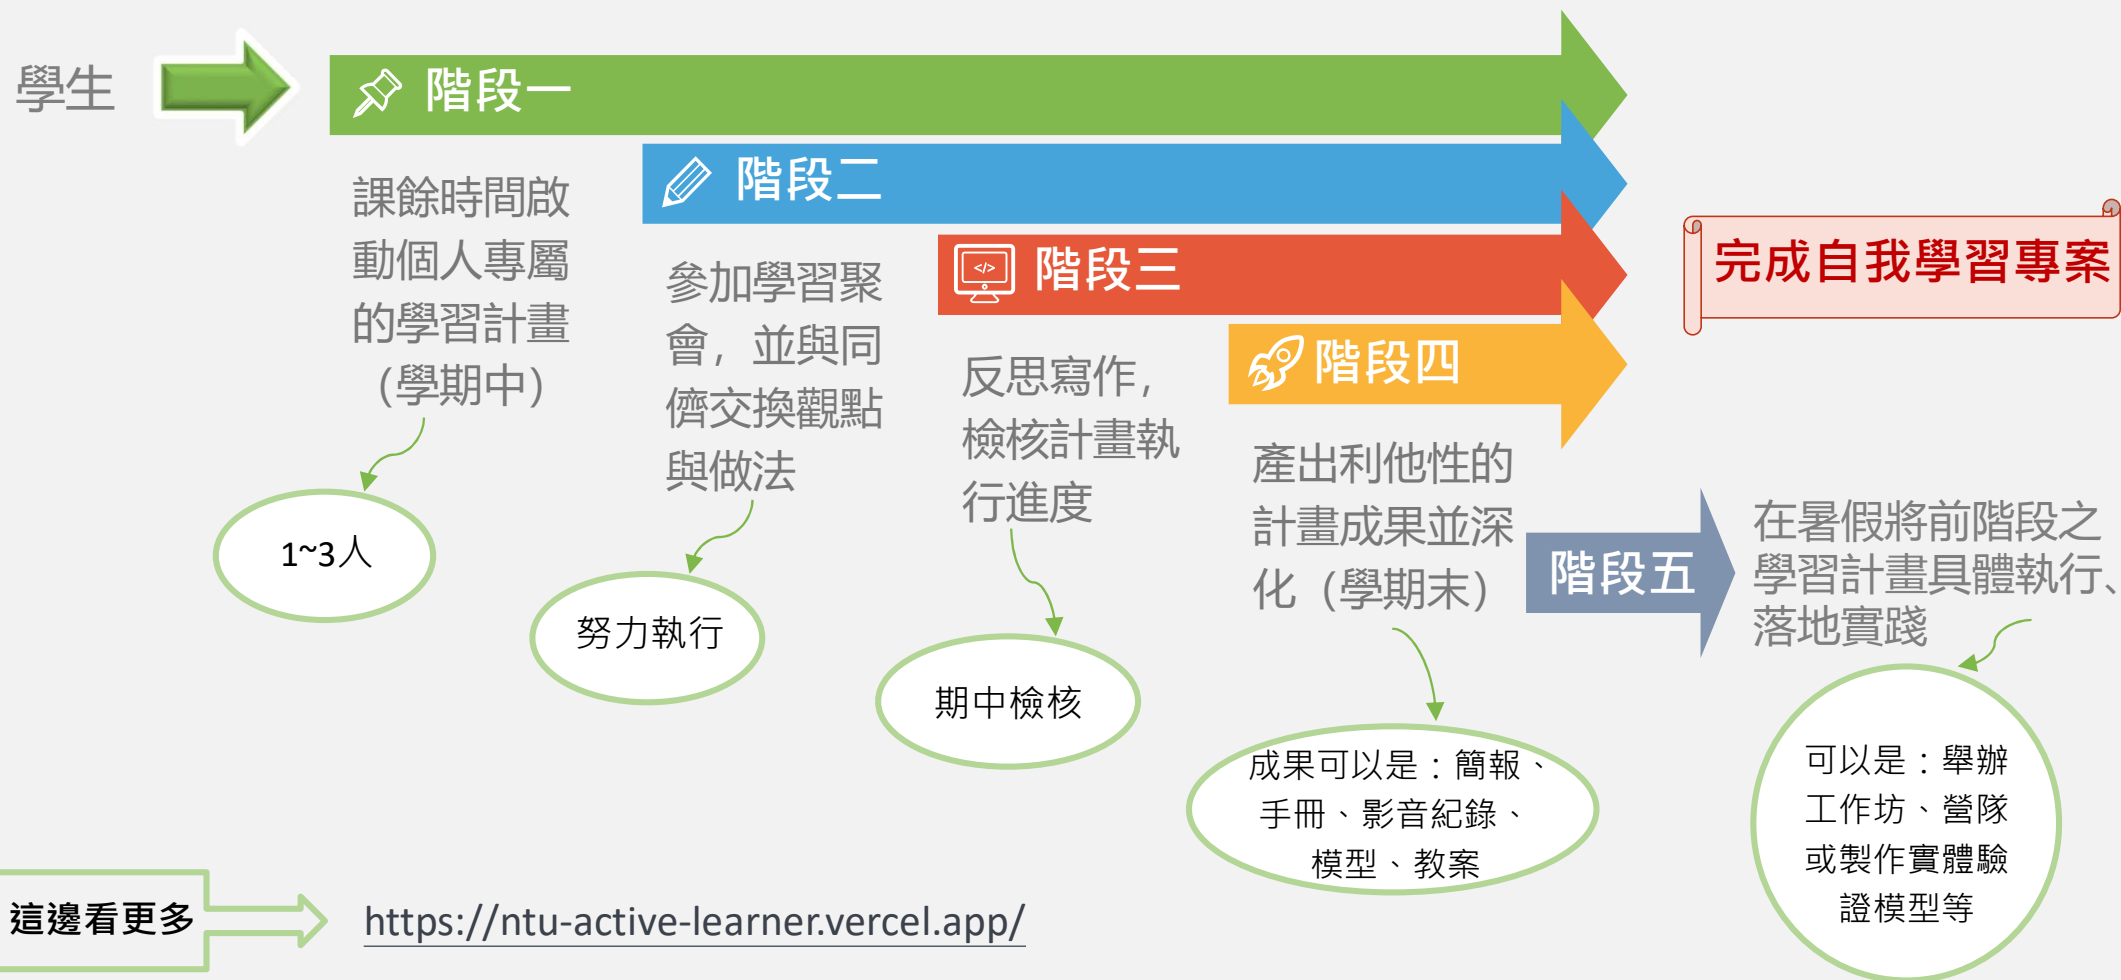 學生
階段一
課餘時間啟
動個人專屬
的學習計畫
（學期中）
1~3人
階段二
參加學習聚
會，並與同
儕交換觀點
與做法
努力執行
階段三
</>
反思寫作，
檢核計畫執
行進度
期中檢核
階段四
產出利他性的
計畫成果並深
化（學期末）
成果可以是：簡報、
手冊、影音紀錄、
模型、教案
完成自我學習專案
階段五
在暑假將前階段之
學習計畫具體執行、
落地實踐
可以是：舉辦
工作坊、營隊
或製作實體驗
證模型等
這邊看更多
https://ntu-active-learner.vercel.app/